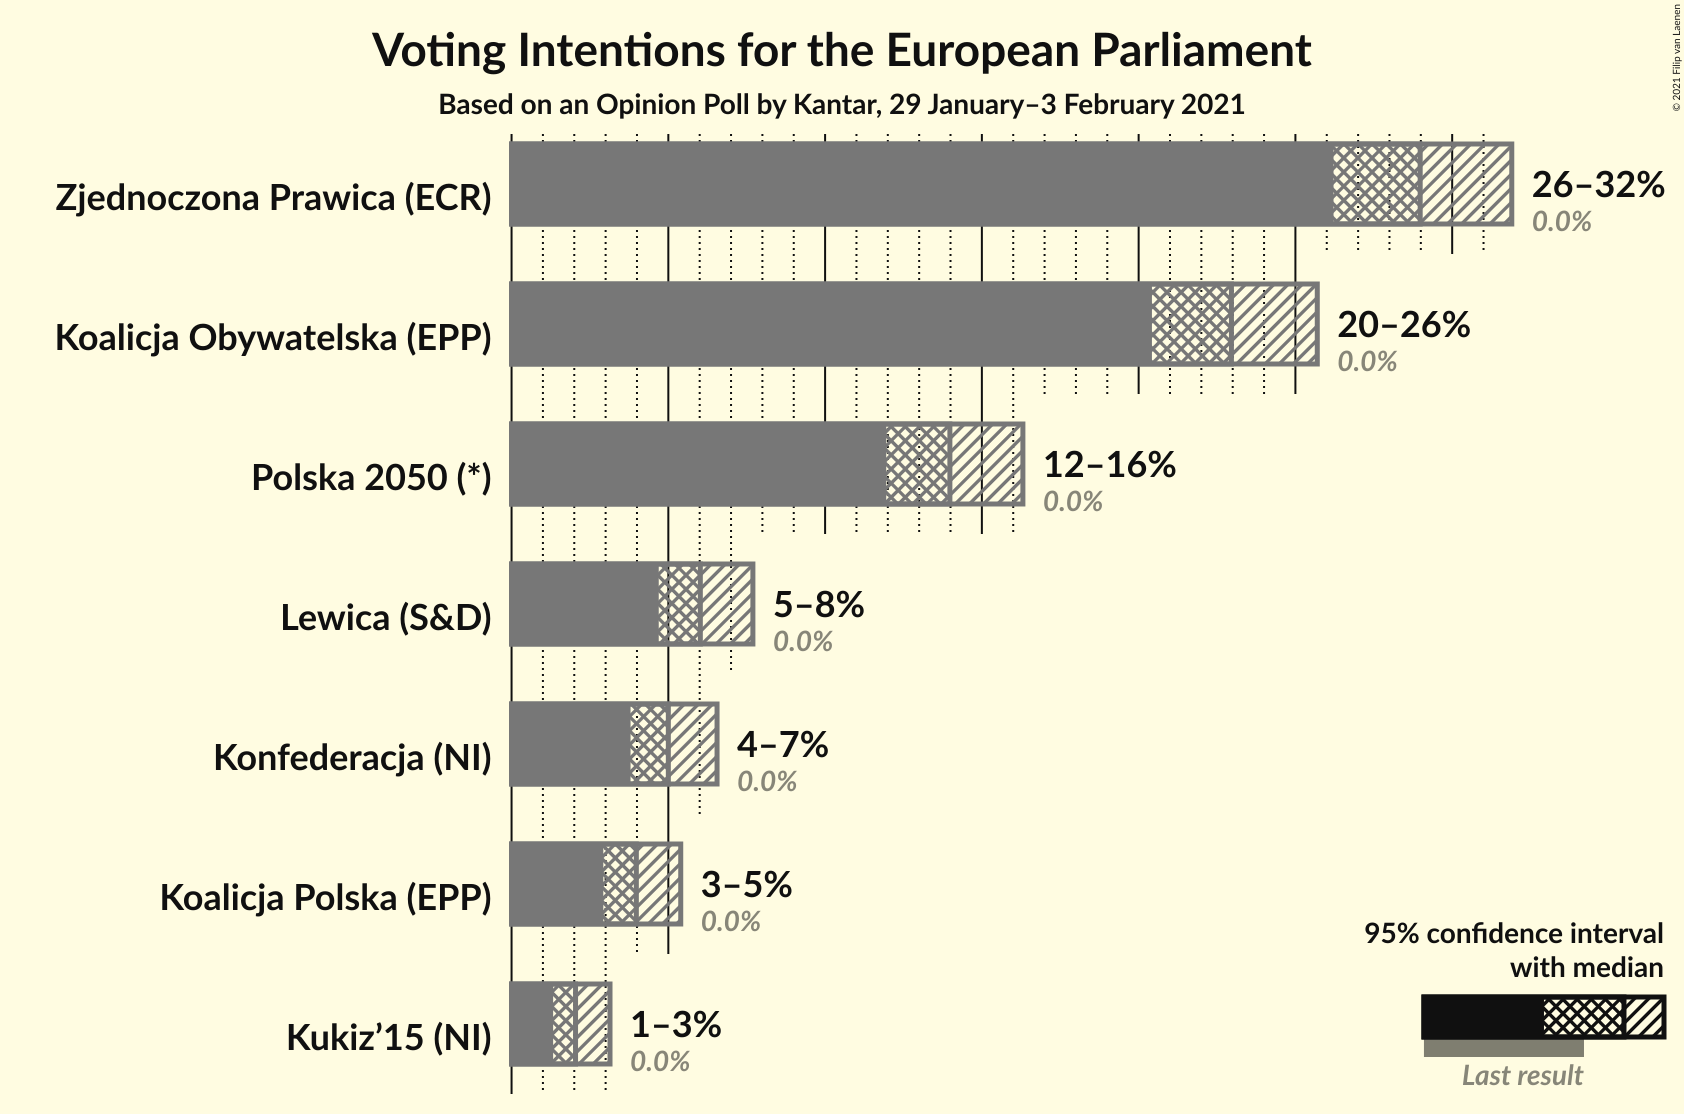 Voting Intentions for the European Parliament
Based on an Opinion Poll by Kantar, 29 January–3 February 2021
© 2021 Filip van Laenen
Zjednoczona Prawica (ECR)
26–32%
0.0%
Koalicja Obywatelska (EPP)
20–26%
0.0%
Polska 2050 (*)
12–16%
0.0%
Lewica (S&D)
5–8%
0.0%
Konfederacja (NI)
4–7%
0.0%
Koalicja Polska (EPP)
3–5%
0.0%
Kukiz’15 (NI)
1–3%
0.0%
95% confidence interval
with median
Last result